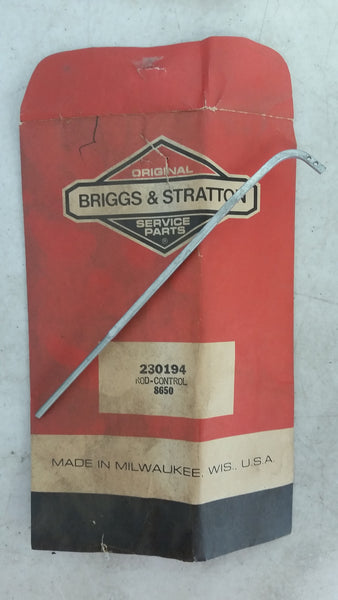 ORIGINAL
BRIGGS & STRATTON
SERVICE
PARTS
®
230194
ROD-CONTROL
8650
MADE IN MILWAUKEE, WIS., U.S.A.